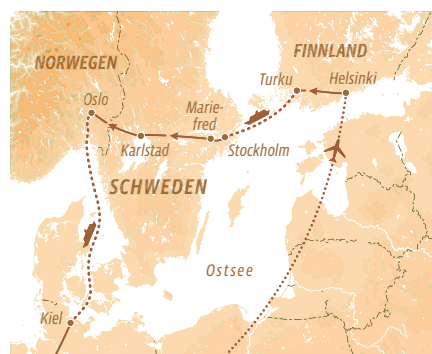 NORWEGEN
FINNLAND
Turku
Helsinki
Oslo
Marie-
fred
Karlstad
Stockholm
SCHWEDEN
Ostsee
Kiel